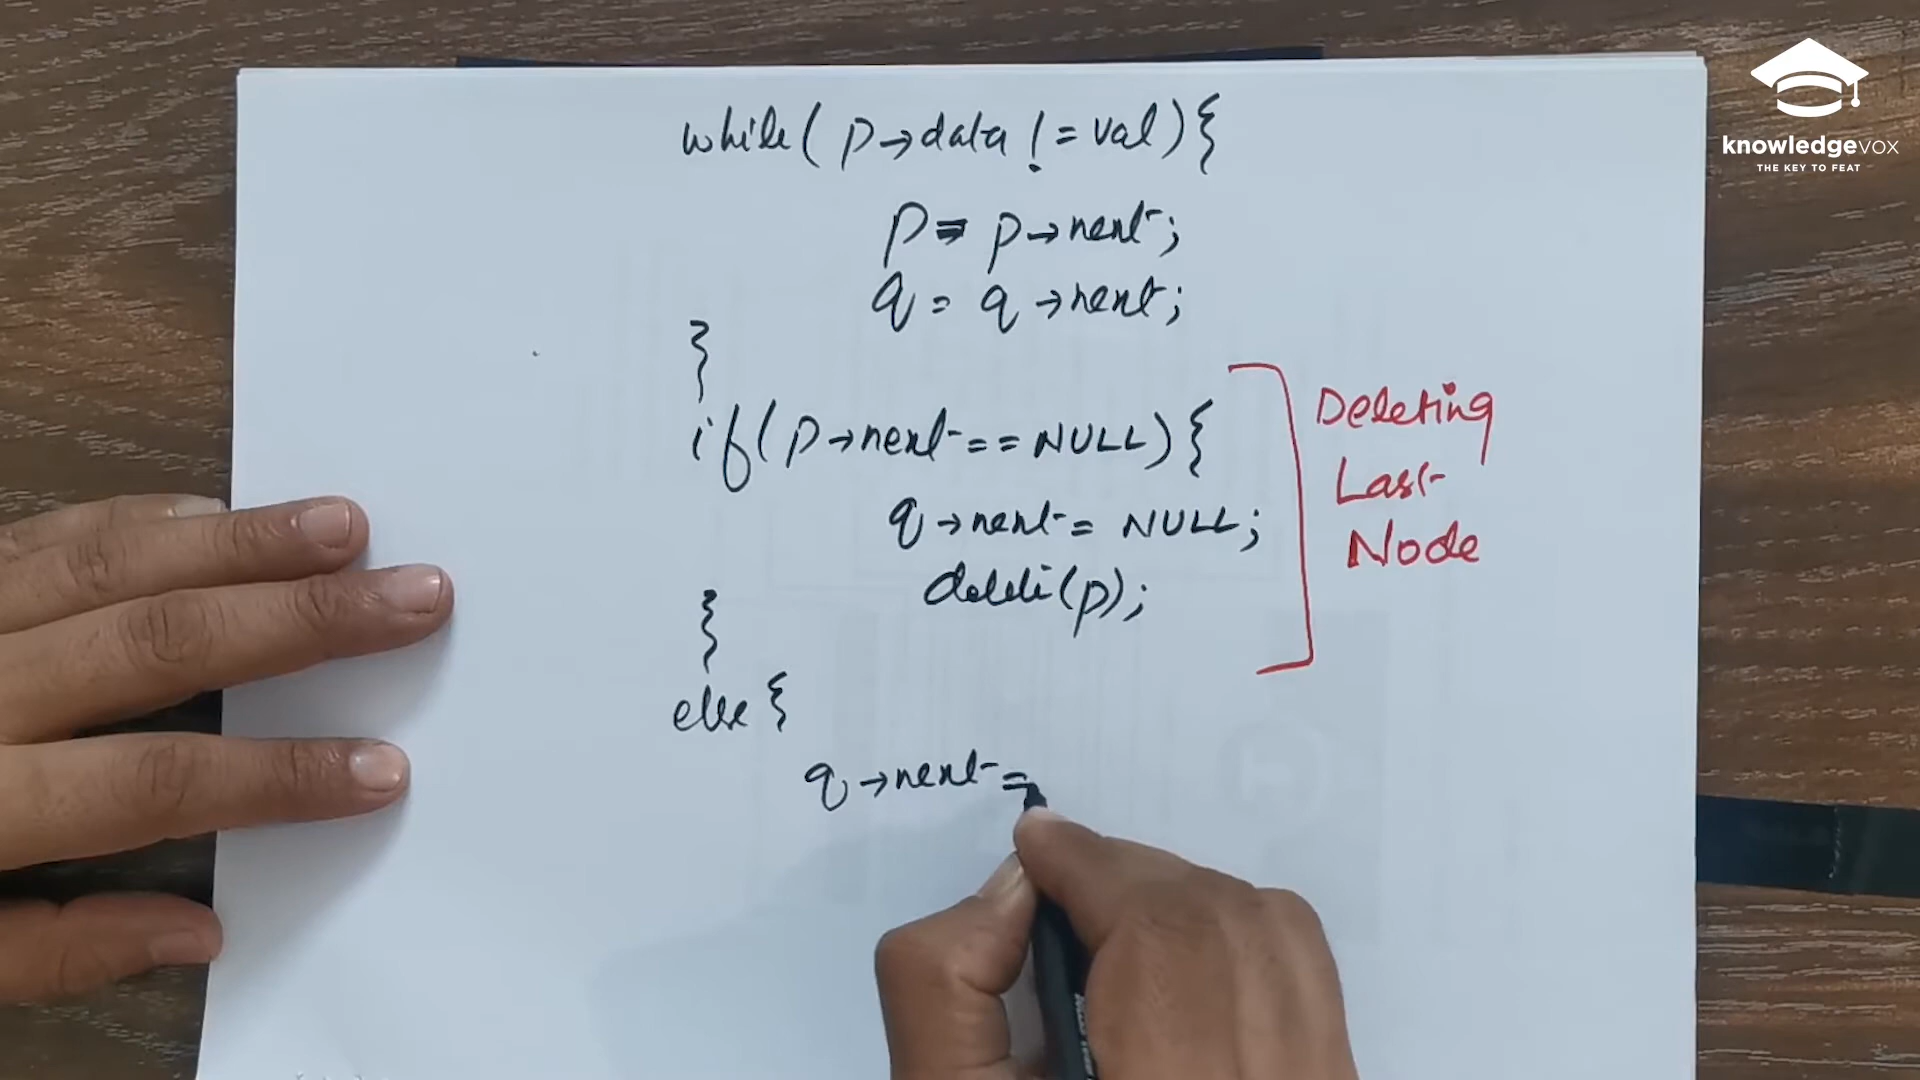 while( p→data != val){
p= p→next;
q= q→next;
}
if( p→next == NULL){
q→next = NULL;
delete(p);
}
else {
q→next =
Deleting
Last
Node
knowledgevox
THE KEY TO FEAT